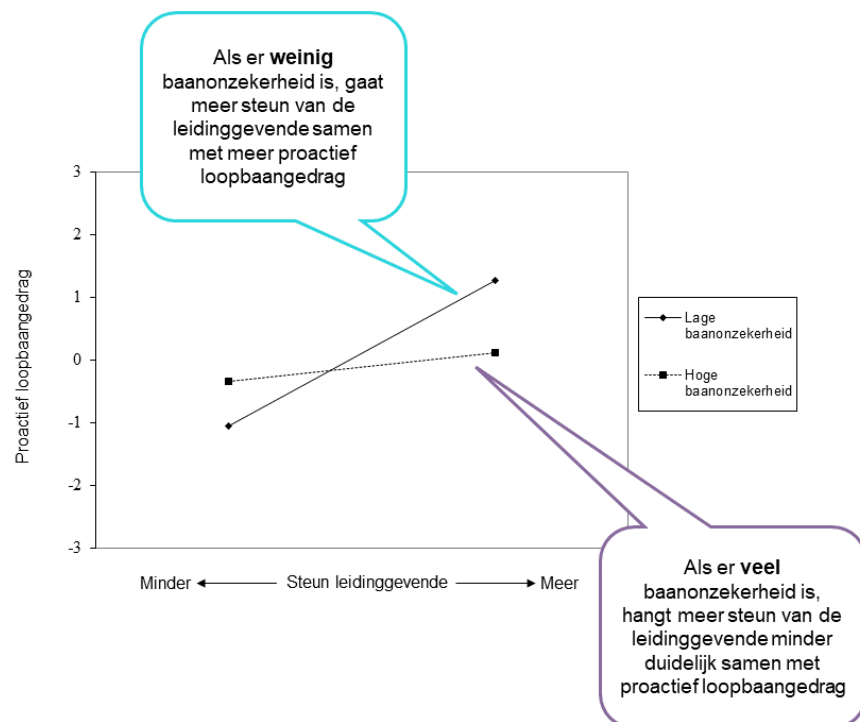 Als er weinig
baanonzekerheid is, gaat
meer steun van de
leidinggevende samen
met meer proactief
loopbaangedrag
3
2
1
0
-1
-2
-3
Proactief loopbaangedrag
Lage
baanonzekerheid
Hoge
baanonzekerheid
Minder
Steun leidinggevende
Meer
Als er veel
baanonzekerheid is,
hangt meer steun van de
leidinggevende minder
duidelijk samen met
proactief loopbaangedrag